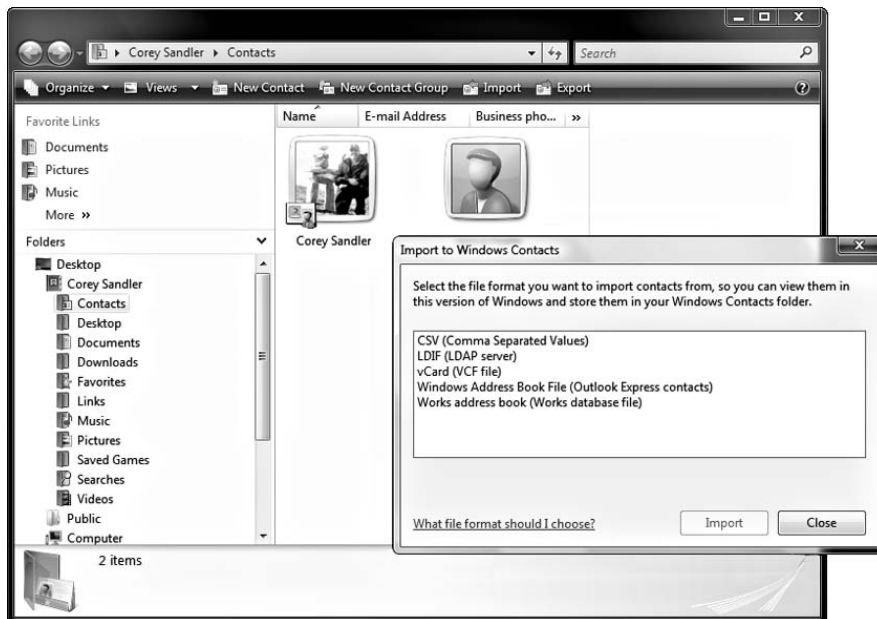 Corey Sandler Contacts
Search
Organize Views New Contact New Contact Group Import Export
Favorite Links
Documents
Pictures
Music
More »
Folders
Desktop
Corey Sandler
Contacts
Desktop
Documents
Downloads
Favorites
Links
Music
Pictures
Saved Games
Searches
Videos
Public
Computer
Name E-mail Address Business pho... »
Corey Sandler
Import to Windows Contacts
Select the file format you want to import contacts from, so you can view them in
this version of Windows and store them in your Windows Contacts folder.
CSV (Comma Separated Values)
LDIF (LDAP server)
vCard (VCF file)
Windows Address Book File (Outlook Express contacts)
Works address book (Works database file)
What file format should I choose?
Import Close
2 items